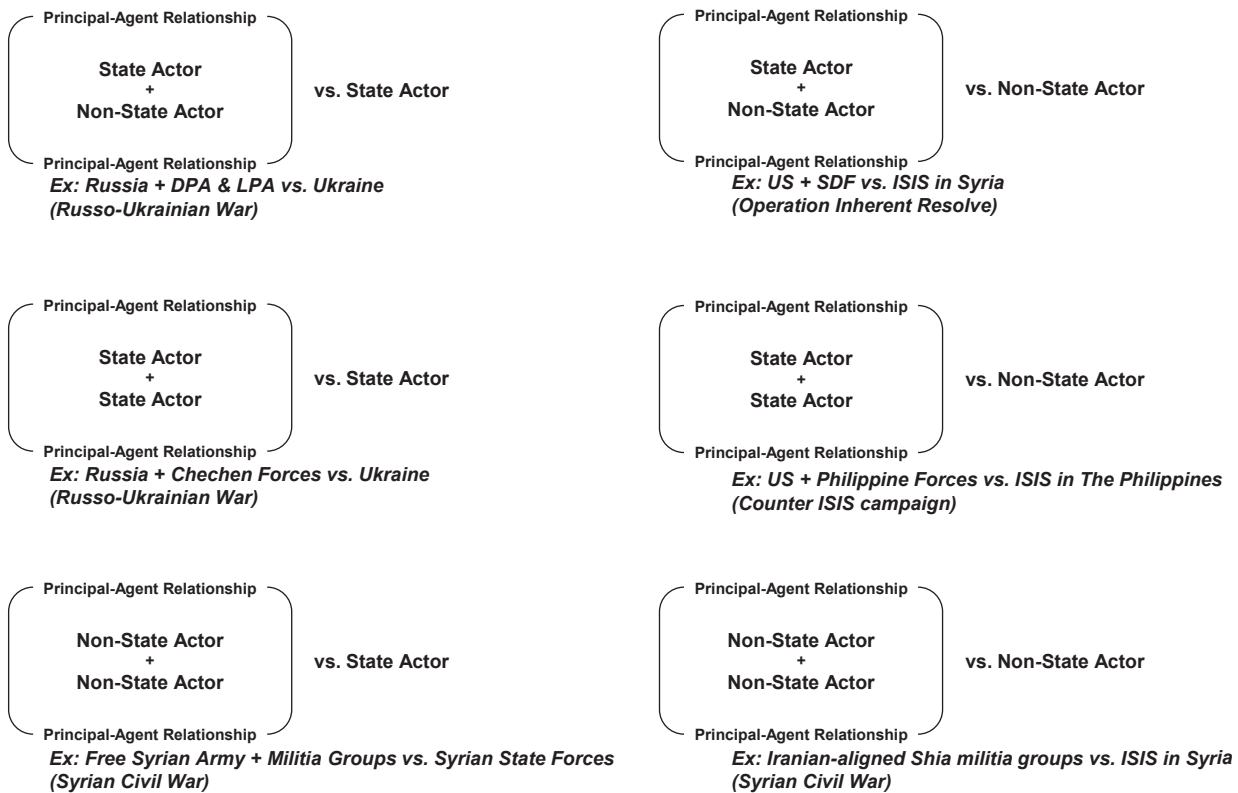 Principal-Agent Relationship
State Actor
+
Non-State Actor
vs. State Actor
Principal-Agent Relationship
Ex: Russia + DPA & LPA vs. Ukraine
(Russo-Ukrainian War)
Principal-Agent Relationship
State Actor
+
Non-State Actor
vs. Non-State Actor
Principal-Agent Relationship
Ex: US + SDF vs. ISIS in Syria
(Operation Inherent Resolve)
Principal-Agent Relationship
State Actor
+
State Actor
vs. State Actor
Principal-Agent Relationship
Ex: Russia + Chechen Forces vs. Ukraine
(Russo-Ukrainian War)
Principal-Agent Relationship
State Actor
+
State Actor
vs. Non-State Actor
Principal-Agent Relationship
Ex: US + Philippine Forces vs. ISIS in The Philippines
(Counter ISIS campaign)
Principal-Agent Relationship
Non-State Actor
+
Non-State Actor
vs. State Actor
Principal-Agent Relationship
Ex: Free Syrian Army + Militia Groups vs. Syrian State Forces
(Syrian Civil War)
Principal-Agent Relationship
Non-State Actor
+
Non-State Actor
vs. Non-State Actor
Principal-Agent Relationship
Ex: Iranian-aligned Shia militia groups vs. ISIS in Syria
(Syrian Civil War)